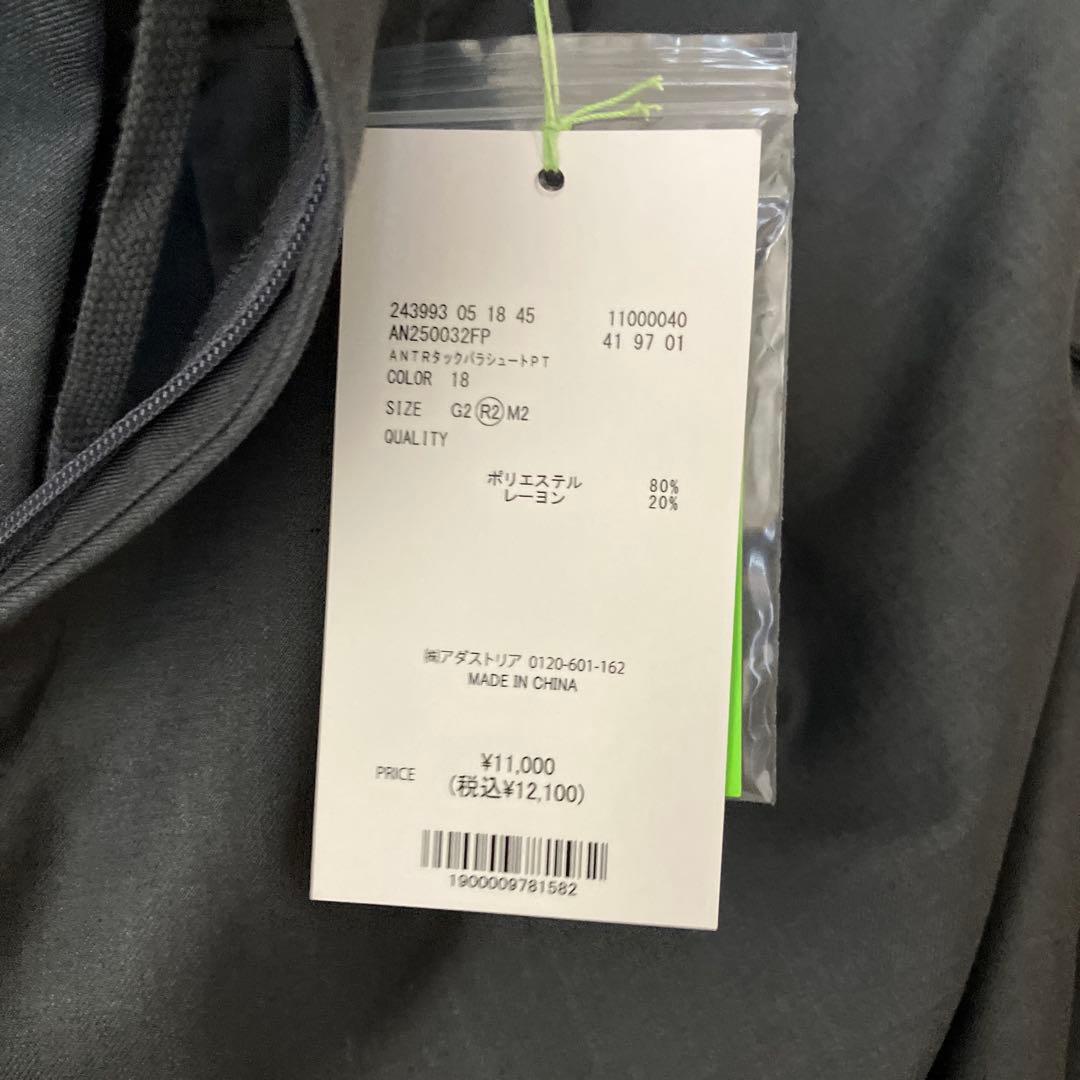 243993 05 18 45 11000040
AN250032FP 41 97 01
ANTRタックパラシュートPT
COLOR 18
SIZE G2 R2 M2
QUALITY
ポリエステル 80%
レーヨン 20%
㈱アダストリア 0120-601-162
MADE IN CHINA
¥11,000
PRICE (税込¥12,100)
1900009781582